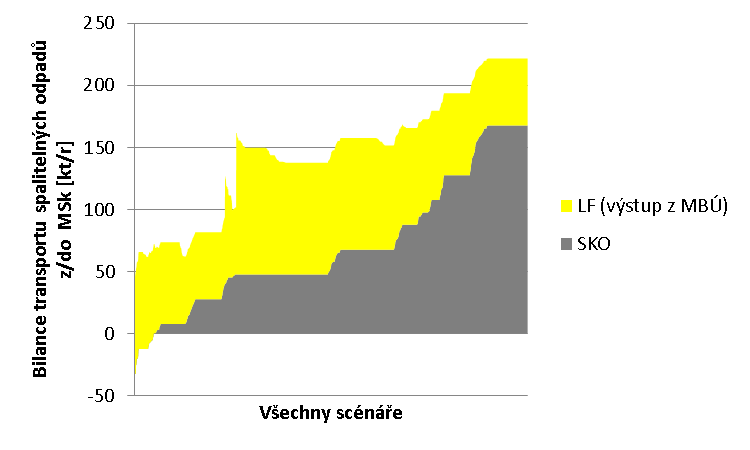 Bilance transportu spalitelných odpadů
z/do MSk [kt/r]
250
200
150
100
50
0
-50
Všechny scénáře
LF (výstup z MBÚ)
SKO